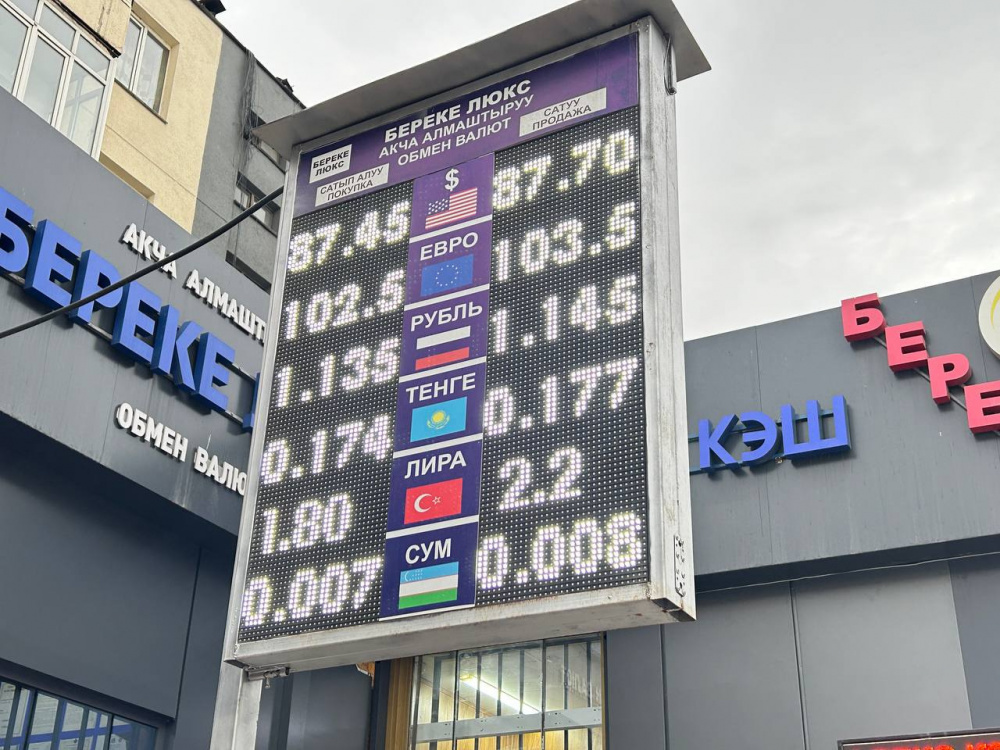 БЕРЕКЕ ЛЮКС
АКЧА АЛМАШТЫРУУ
ОБМЕН ВАЛЮТ
БЕРЕКЕ
ЛЮКС
САТЫП АЛУУ
ПОКУПКА
САТУУ
ПРОДАЖА
87.45 $ 87.70
102.5 ЕВРО 103.5
1.135 РУБЛЬ 1.145
0.174 ТЕНГЕ 0.177
1.80 ЛИРА 2.2
0.007 СУМ 0.008
АКЧА АЛМАШТ
БЕРЕКЕ
ОБМЕН ВАЛЮ
КЭШ
БЕРЕ